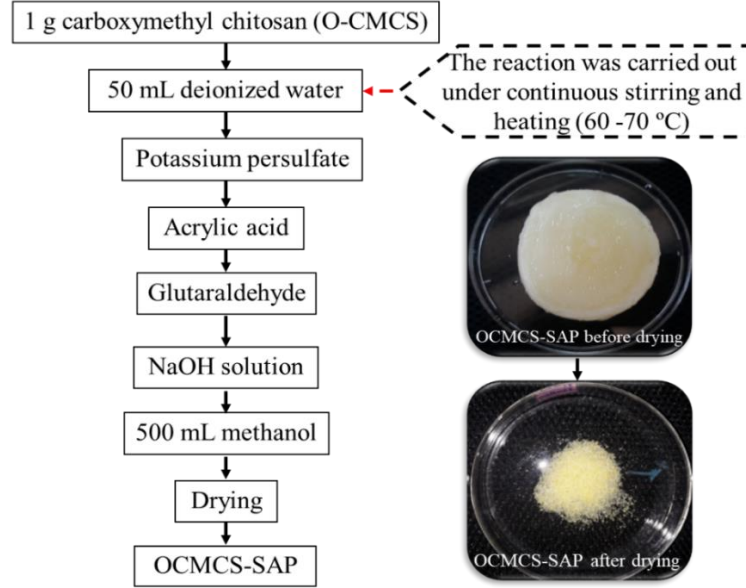 1 g carboxymethyl chitosan (O-CMCS)
50 mL deionized water
The reaction was carried out
under continuous stirring and
heating (60 -70 ºC)
Potassium persulfate
Acrylic acid
Glutaraldehyde
NaOH solution
500 mL methanol
Drying
OCMCS-SAP
OCMCS-SAP before drying
OCMCS-SAP after drying